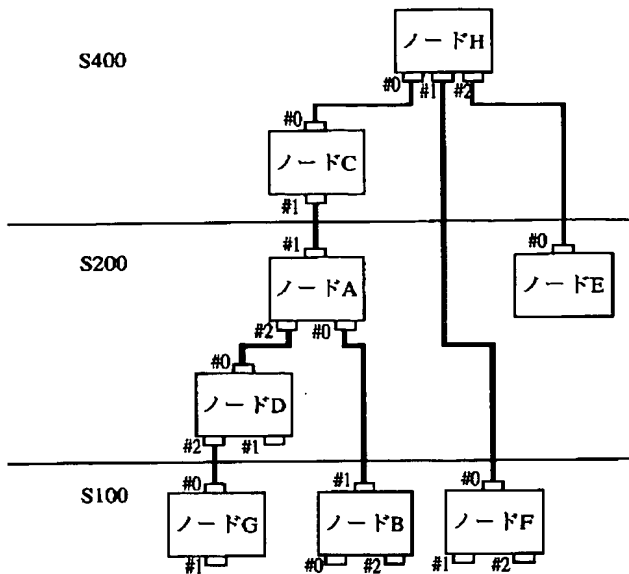 S400
ノードH
#0 #1 #2
#0
ノードC
#1
S200
#1
#0
ノードA
ノードE
#2 #0
#0
ノードD
#2 #1
S100
#0 #1 #0
ノードG ノードB ノードF
#1 #0 #2 #1 #2